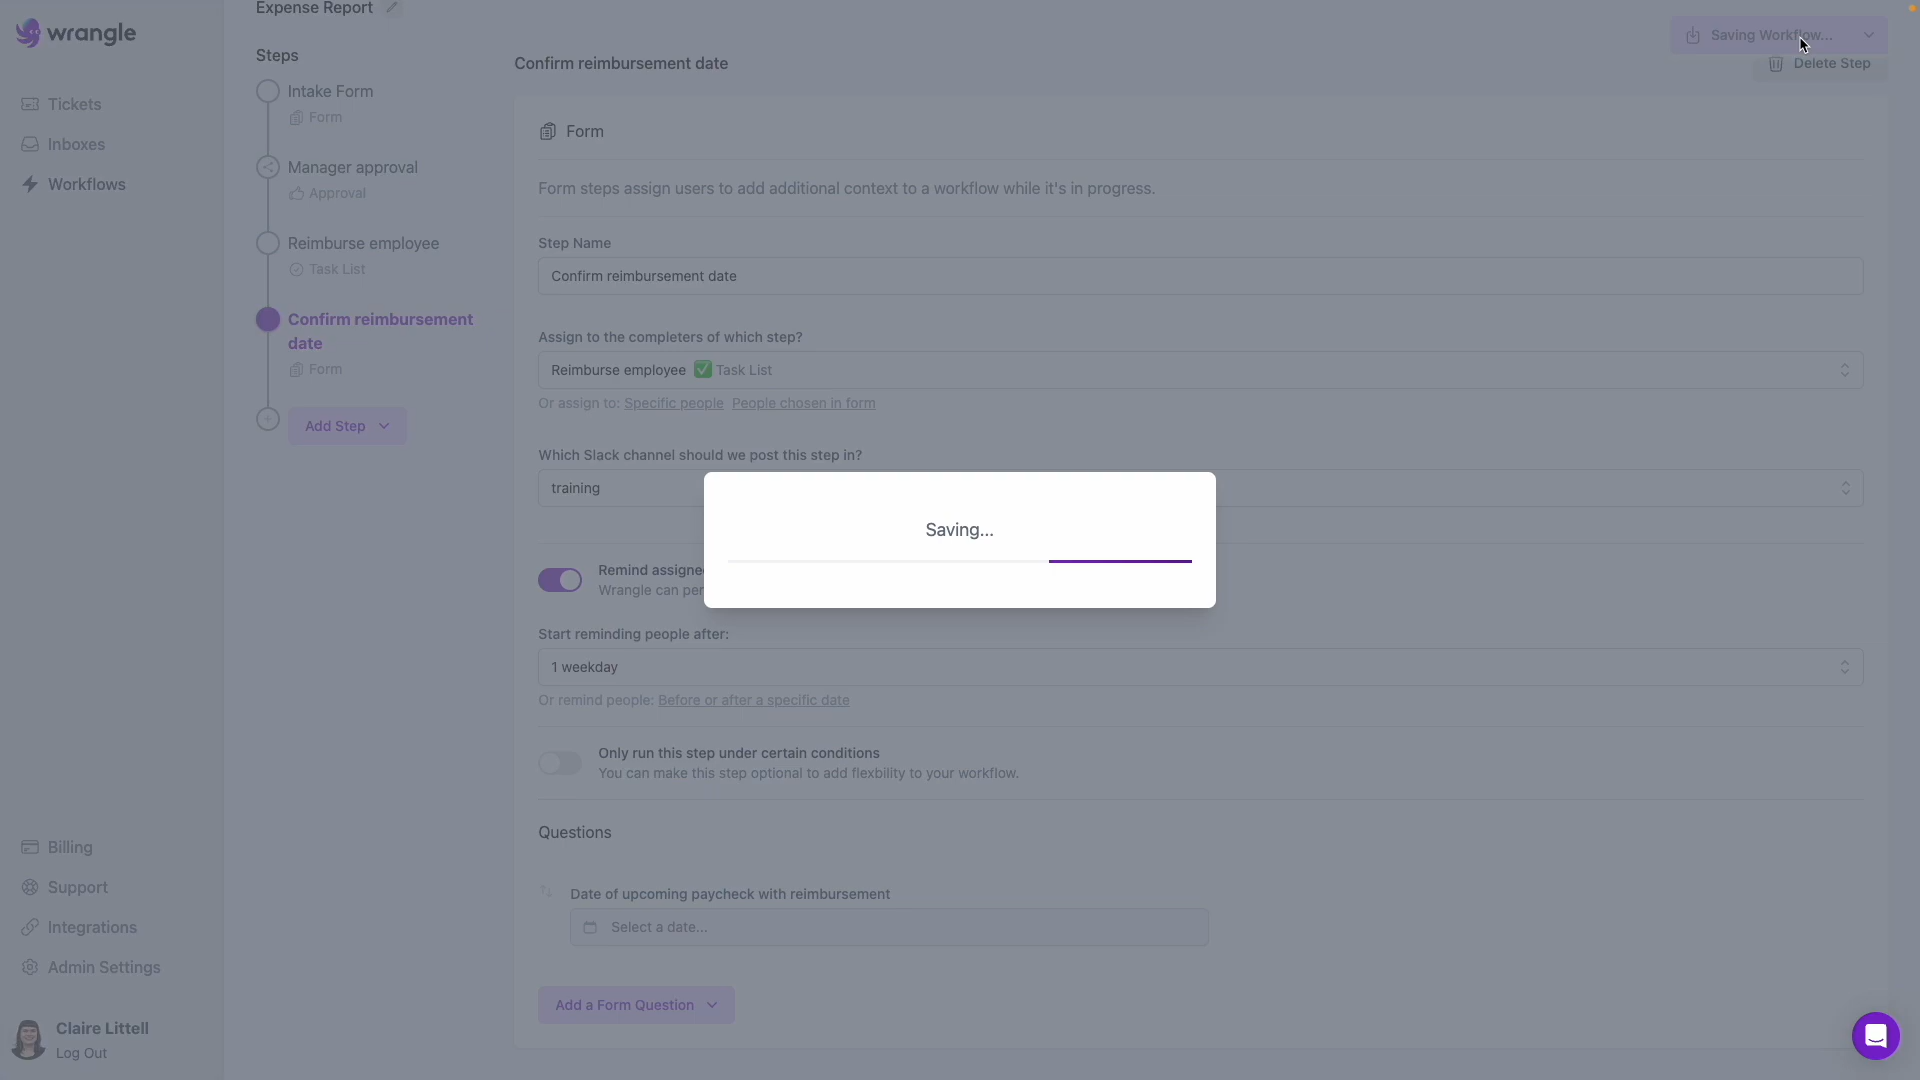 wrangle
Tickets
Inboxes
Workflows
Billing
Support
Integrations
Admin Settings
Claire Littell
Log Out
Expense Report
Steps
Intake Form
Form
Manager approval
Approval
Reimburse employee
Task List
Confirm reimbursement
date
Form
Add Step
Saving Workflow...
Confirm reimbursement date
Delete Step
Form
Form steps assign users to add additional context to a workflow while it's in progress.
Step Name
Confirm reimbursement date
Assign to the completers of which step?
Reimburse employee ✅ Task List
Or assign to: Specific people People chosen in form
Which Slack channel should we post this step in?
training
Saving...
Remind assigne
Wrangle can per
Start reminding people after:
1 weekday
Or remind people: Before or after a specific date
Only run this step under certain conditions
You can make this step optional to add flexbility to your workflow.
Questions
Date of upcoming paycheck with reimbursement
Select a date...
Add a Form Question